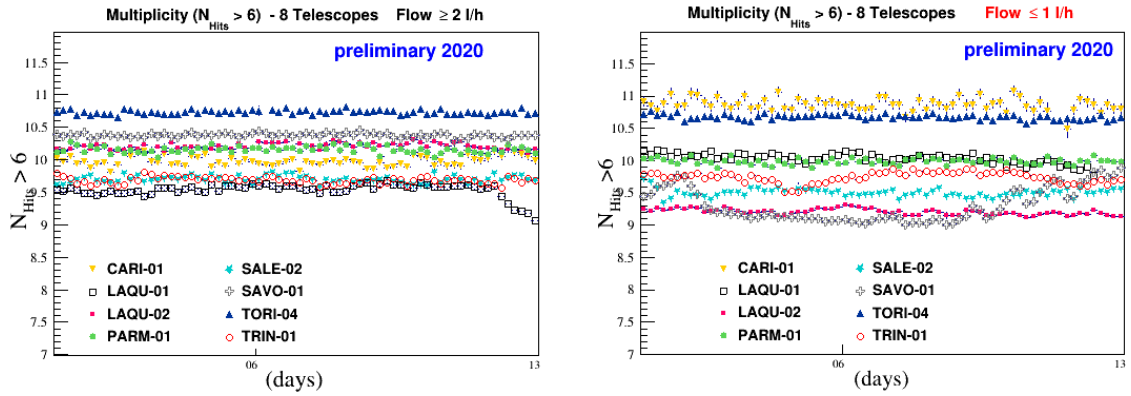 Multiplicity (N_Hits > 6) - 8 Telescopes Flow ≥ 2 l/h
preliminary 2020
N_Hits>6
11.5
11
10.5
10
9.5
9
8.5
8
7.5
7
CARI-01
LAQU-01
LAQU-02
PARM-01
SALE-02
SAVO-01
TORI-04
TRIN-01
06
13
(days)
Multiplicity (N_Hits > 6) - 8 Telescopes Flow ≤ 1 l/h
preliminary 2020
N_Hits>6
11.5
11
10.5
10
9.5
9
8.5
8
7.5
7
CARI-01
LAQU-01
LAQU-02
PARM-01
SALE-02
SAVO-01
TORI-04
TRIN-01
06
13
(days)